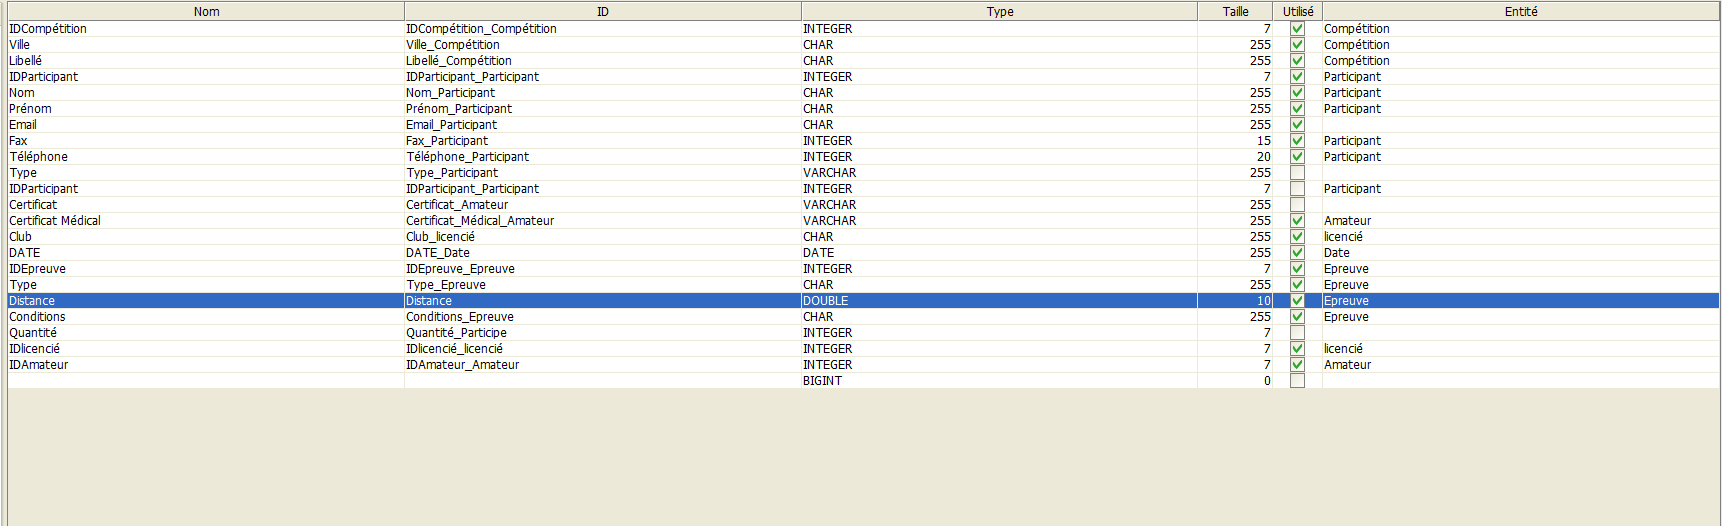 Nom ID Type Taille Utilisé Entité
IDCompétition IDCompétition_Compétition INTEGER 7 Compétition
Ville Ville_Compétition CHAR 255 Compétition
Libellé Libellé_Compétition CHAR 255 Compétition
IDParticipant IDParticipant_Participant INTEGER 7 Participant
Nom Nom_Participant CHAR 255 Participant
Prénom Prénom_Participant CHAR 255 Participant
Email Email_Participant CHAR 255
Fax Fax_Participant INTEGER 15 Participant
Téléphone Téléphone_Participant INTEGER 20 Participant
Type Type_Participant VARCHAR 255
IDParticipant IDParticipant_Participant INTEGER 7 Participant
Certificat Certificat_Amateur VARCHAR 255
Certificat Médical Certificat_Médical_Amateur VARCHAR 255 Amateur
Club Club_licencié CHAR 255 licencié
DATE DATE_Date DATE 255 Date
IDEpreuve IDEpreuve_Epreuve INTEGER 7 Epreuve
Type Type_Epreuve CHAR 255 Epreuve
Distance Distance DOUBLE 10 Epreuve
Conditions Conditions_Epreuve CHAR 255 Epreuve
Quantité Quantité_Participe INTEGER 7
IDlicencié IDlicencié_licencié INTEGER 7 licencié
IDAmateur IDAmateur_Amateur INTEGER 7 Amateur
BIGINT 0